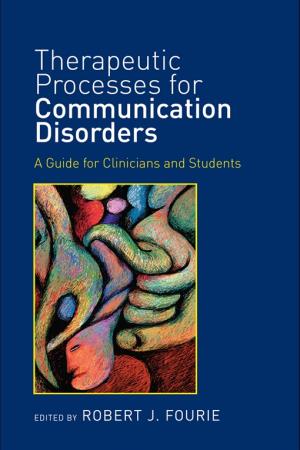 Therapeutic
Processes for
Communication
Disorders
A Guide for Clinicians and Students
EDITED BY ROBERT J. FOURIE